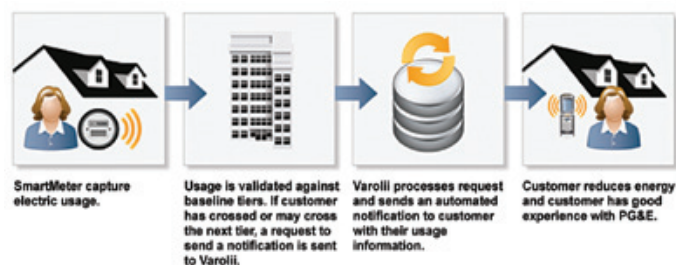 SmartMeter capture
electric usage.
Usage is validated against
baseline tiers. If customer
has crossed or may cross
the next tier, a request to
send a notification is sent
to Varolii.
Varolii processes request
and sends an automated
notification to customer
with their usage
information.
Customer reduces energy
and customer has good
experience with PG&E.